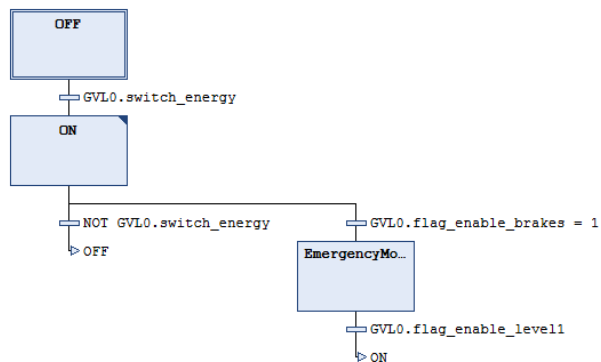 OFF
GVL0.switch_energy
ON
NOT GVL0.switch_energy
GVL0.flag_enable_brakes = 1
OFF
EmergencyMo...
GVL0.flag_enable_level1
ON